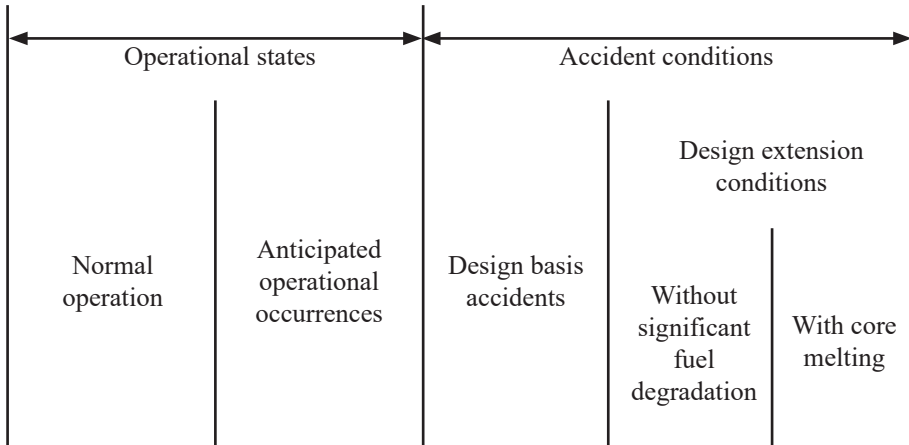 Operational states
Accident conditions
Normal
operation
Anticipated
operational
occurrences
Design basis
accidents
Design extension
conditions
Without
significant
fuel
degradation
With core
melting